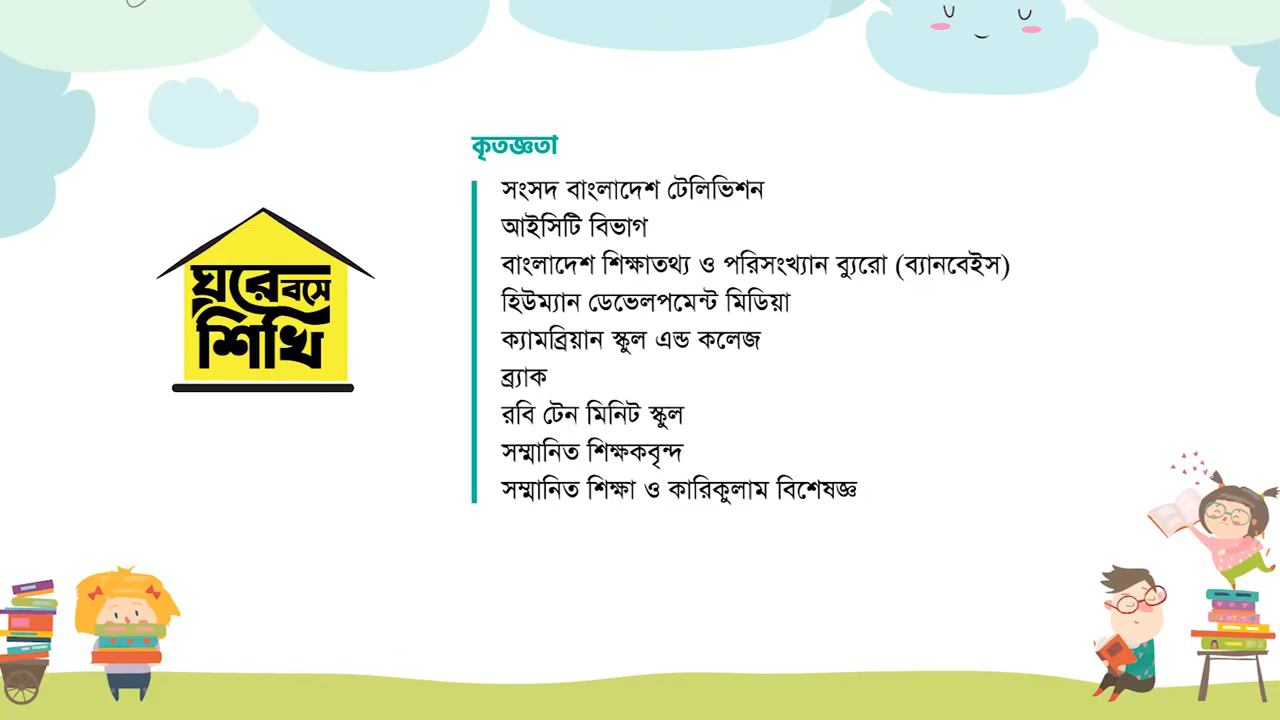 ঘরে বসে
শিখি
কৃতজ্ঞতা
সংসদ বাংলাদেশ টেলিভিশন
আইসিটি বিভাগ
বাংলাদেশ শিক্ষাতথ্য ও পরিসংখ্যান ব্যুরো (ব্যানবেইস)
হিউম্যান ডেভেলপমেন্ট মিডিয়া
ক্যামব্রিয়ান স্কুল এন্ড কলেজ
ব্র্যাক
রবি টেন মিনিট স্কুল
সম্মানিত শিক্ষকবৃন্দ
সম্মানিত শিক্ষা ও কারিকুলাম বিশেষজ্ঞ